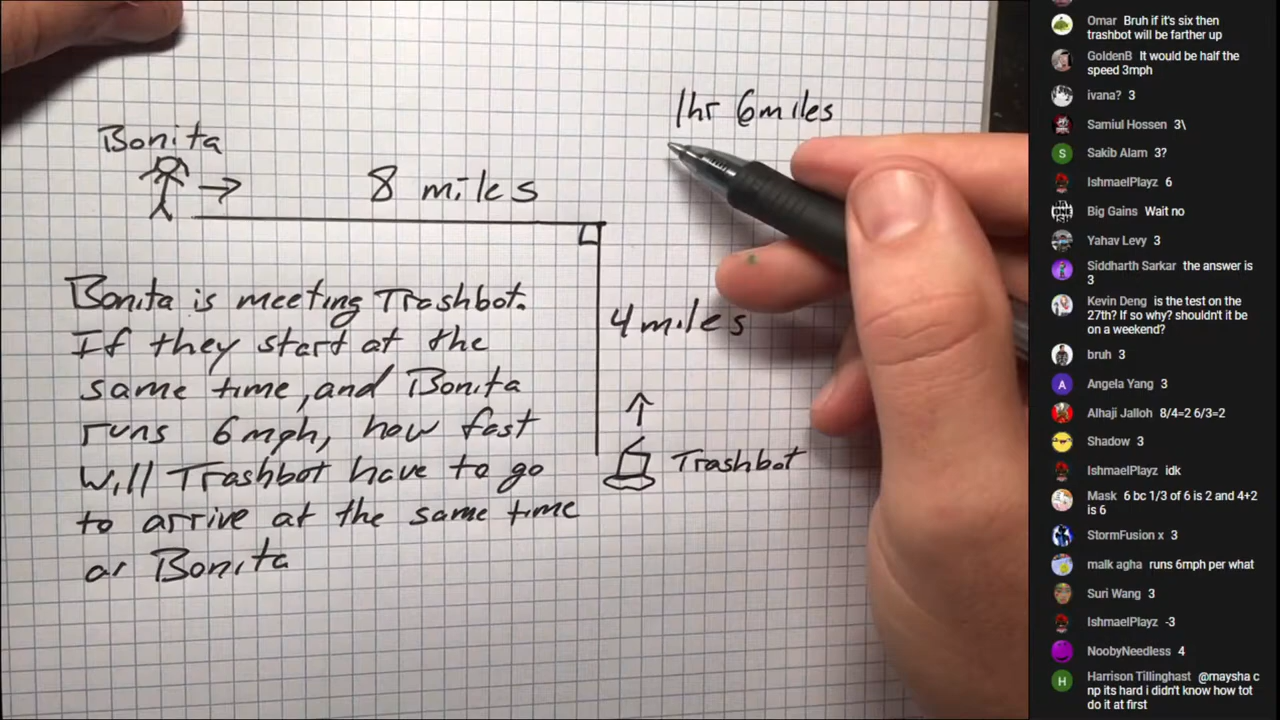 1hr 6miles
Bonita
8 miles
Bonita is meeting Trashbot.
If they start at the
same time, and Bonita
runs 6mph, how fast
will Trashbot have to go
to arrive at the same time
ar Bonita
4 miles
Trashbot
Omar Bruh if it's six then
trashbot will be farther up
GoldenB It would be half the
speed 3mph
ivana? 3
Samiul Hossen 3\
Sakib Alam 3?
IshmaelPlayz 6
Big Gains Wait no
Yahav Levy 3
Siddharth Sarkar the answer is
3
Kevin Deng is the test on the
27th? If so why? shouldn't it be
on a weekend?
bruh 3
Angela Yang 3
Alhaji Jalloh 8/4=2 6/3=2
Shadow 3
IshmaelPlayz idk
Mask 6 bc 1/3 of 6 is 2 and 4+2
is 6
StormFusion x 3
malk agha runs 6mph per what
Suri Wang 3
IshmaelPlayz -3
NoobyNeedless 4
Harrison Tillinghast @maysha c
np its hard i didn't know how tot
do it at first